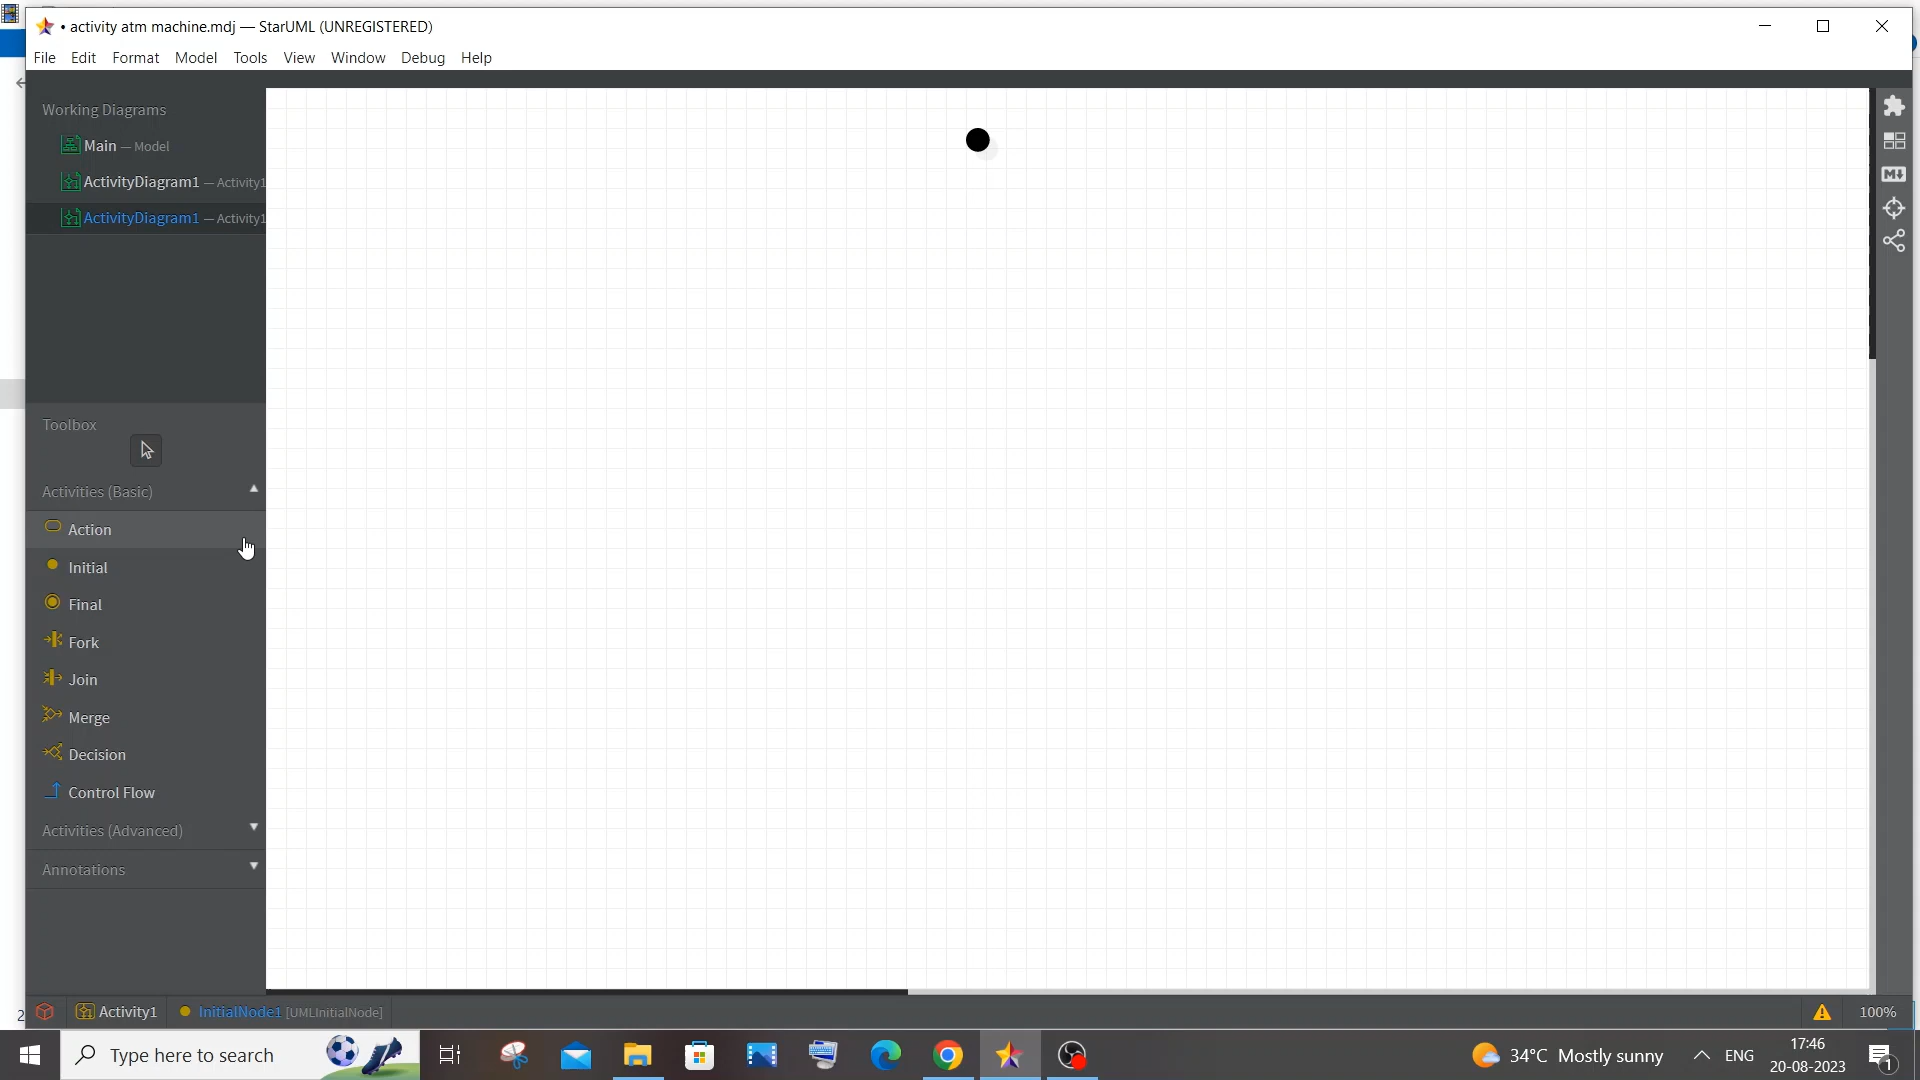 • activity atm machine.mdj — StarUML (UNREGISTERED)
File Edit Format Model Tools View Window Debug Help
Working Diagrams
Main — Model
ActivityDiagram1 — Activity1
ActivityDiagram1 — Activity1
Toolbox
Activities (Basic)
Action
Initial
Final
Fork
Join
Merge
Decision
Control Flow
Activities (Advanced)
Annotations
M
2
Activity1 InitialNode1 [UMLInitialNode]
100%
Type here to search
34°C Mostly sunny
ENG
17:46
20-08-2023
1